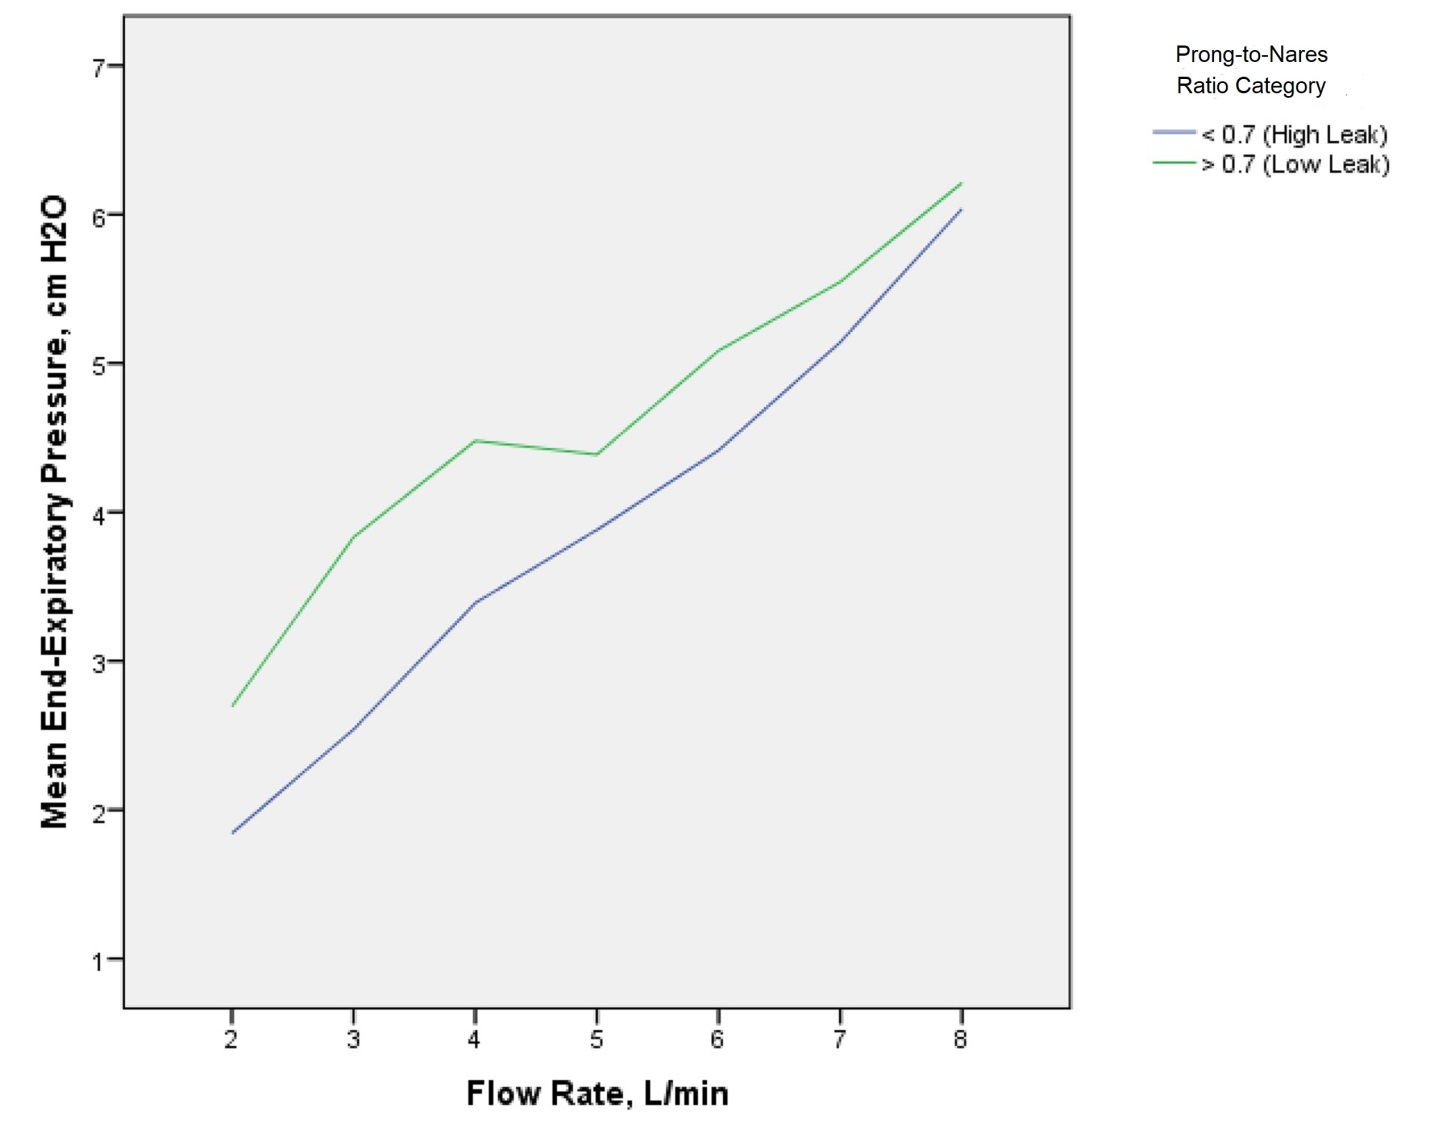 Prong-to-Nares
Ratio Category
< 0.7 (High Leak)
> 0.7 (Low Leak)
Mean End-Expiratory Pressure, cm H2O
7
6
5
4
3
2
1
2 3 4 5 6 7 8
Flow Rate, L/min